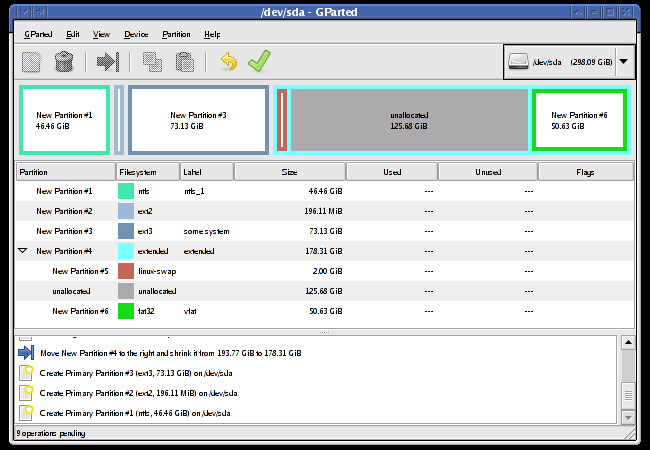 /dev/sda - GParted
GParted Edit View Device Partition Help
/dev/sda (298.09 GiB)
New Partition #1
46.46 GiB
New Partition #3
73.13 GiB
unallocated
125.68 GiB
New Partition #6
50.63 GiB
Partition Filesystem Label Size Used Unused Flags
New Partition #1 ntfs ntfs_1 46.46 GiB --- ---
New Partition #2 ext2 196.11 MiB --- ---
New Partition #3 ext3 some system 73.13 GiB --- ---
New Partition #4 extended extended 178.31 GiB --- ---
New Partition #5 linux-swap 2.00 GiB --- ---
unallocated unallocated 125.68 GiB --- ---
New Partition #6 fat32 vfat 50.63 GiB --- ---
Move New Partition #4 to the right and shrink it from 193.77 GiB to 178.31 GiB
Create Primary Partition #3 (ext3, 73.13 GiB) on /dev/sda
Create Primary Partition #2 (ext2, 196.11 MiB) on /dev/sda
Create Primary Partition #1 (ntfs, 46.46 GiB) on /dev/sda
9 operations pending